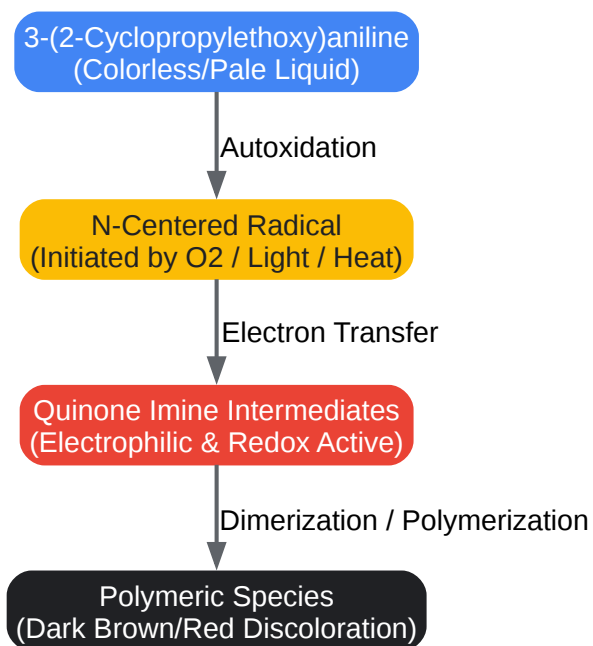 3-(2-Cyclopropylethoxy)aniline
(Colorless/Pale Liquid)
Autoxidation
N-Centered Radical
(Initiated by O2 / Light / Heat)
Electron Transfer
Quinone Imine Intermediates
(Electrophilic & Redox Active)
Dimerization / Polymerization
Polymeric Species
(Dark Brown/Red Discoloration)